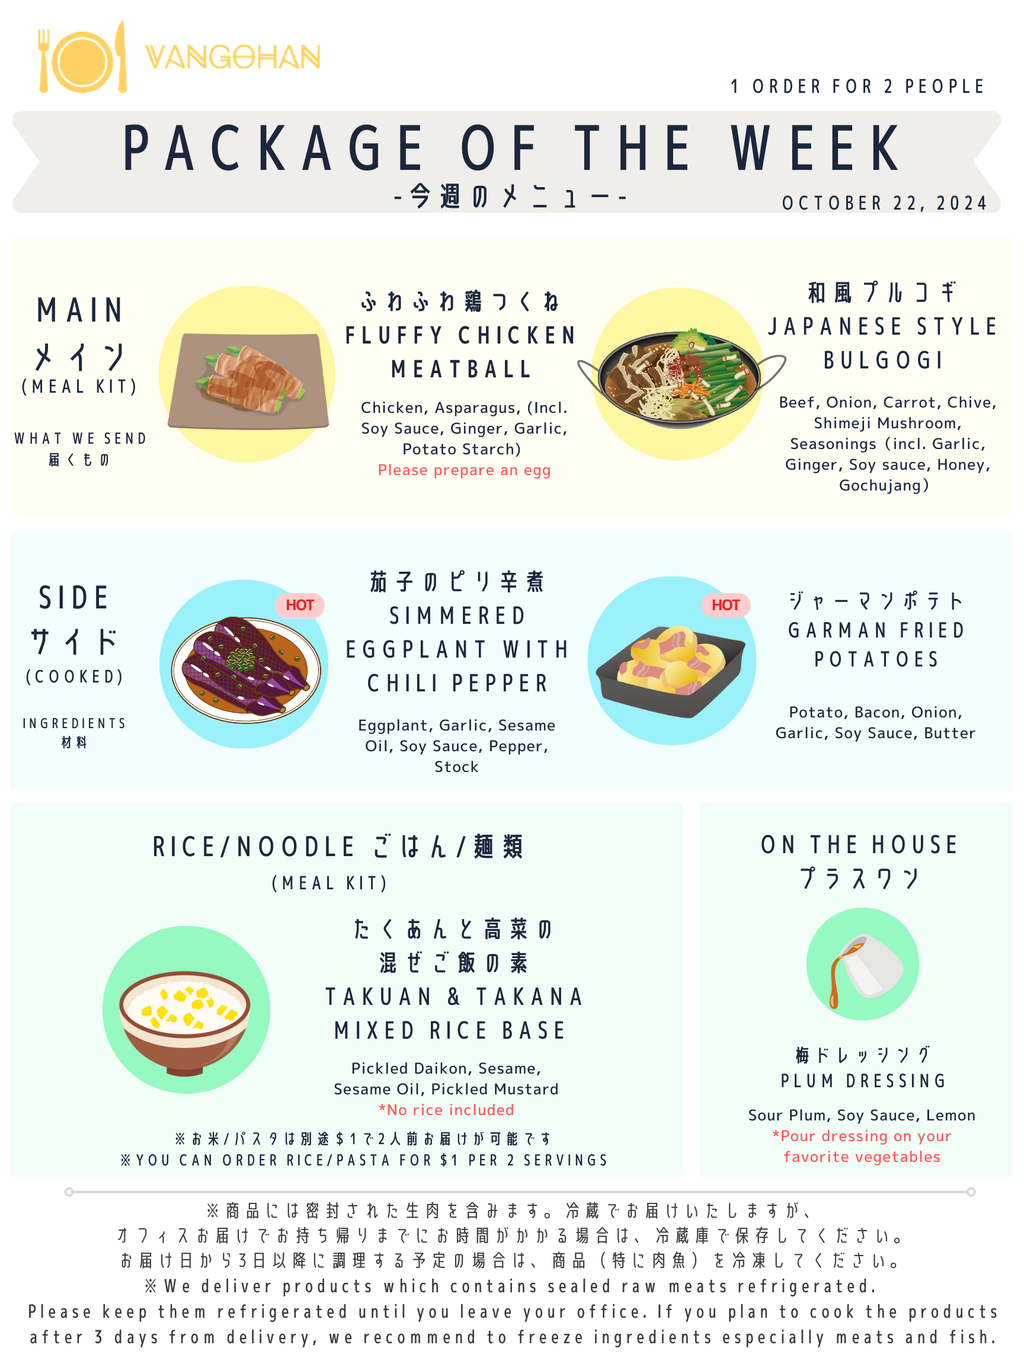 VANGOHAN
1 ORDER FOR 2 PEOPLE
PACKAGE OF THE WEEK
-今週のメニュー-
OCTOBER 22, 2024
MAIN
メイン
(MEAL KIT)
WHAT WE SEND
届くもの
ふわふわ鶏つくね
FLUFFY CHICKEN
MEATBALL
Chicken, Asparagus, (Incl.
Soy Sauce, Ginger, Garlic,
Potato Starch)
Please prepare an egg
和風プルコギ
JAPANESE STYLE
BULGOGI
Beef, Onion, Carrot, Chive,
Shimeji Mushroom,
Seasonings (incl. Garlic,
Ginger, Soy sauce, Honey,
Gochujang)
SIDE
サイド
(COOKED)
INGREDIENTS
材料
HOT
茄子のピリ辛煮
SIMMERED
EGGPLANT WITH
CHILI PEPPER
Eggplant, Garlic, Sesame
Oil, Soy Sauce, Pepper,
Stock
HOT
ジャーマンポテト
GARMAN FRIED
POTATOES
Potato, Bacon, Onion,
Garlic, Soy Sauce, Butter
RICE/NOODLE ごはん/麺類
(MEAL KIT)
たくあんと高菜の
混ぜご飯の素
TAKUAN & TAKANA
MIXED RICE BASE
Pickled Daikon, Sesame,
Sesame Oil, Pickled Mustard
*No rice included
※お米/パスタは別途$1で2人前お届けが可能です
※YOU CAN ORDER RICE/PASTA FOR $1 PER 2 SERVINGS
ON THE HOUSE
プラスワン
梅ドレッシング
PLUM DRESSING
Sour Plum, Soy Sauce, Lemon
*Pour dressing on your
favorite vegetables
※商品には密封された生肉を含みます。冷蔵でお届けいたしますが、
オフィスお届けでお持ち帰りまでにお時間がかかる場合は、冷蔵庫で保存してください。
お届け日から3日以降に調理する予定の場合は、商品（特に肉魚）を冷凍してください。
※We deliver products which contains sealed raw meats refrigerated.
Please keep them refrigerated until you leave your office. If you plan to cook the products
after 3 days from delivery, we recommend to freeze ingredients especially meats and fish.